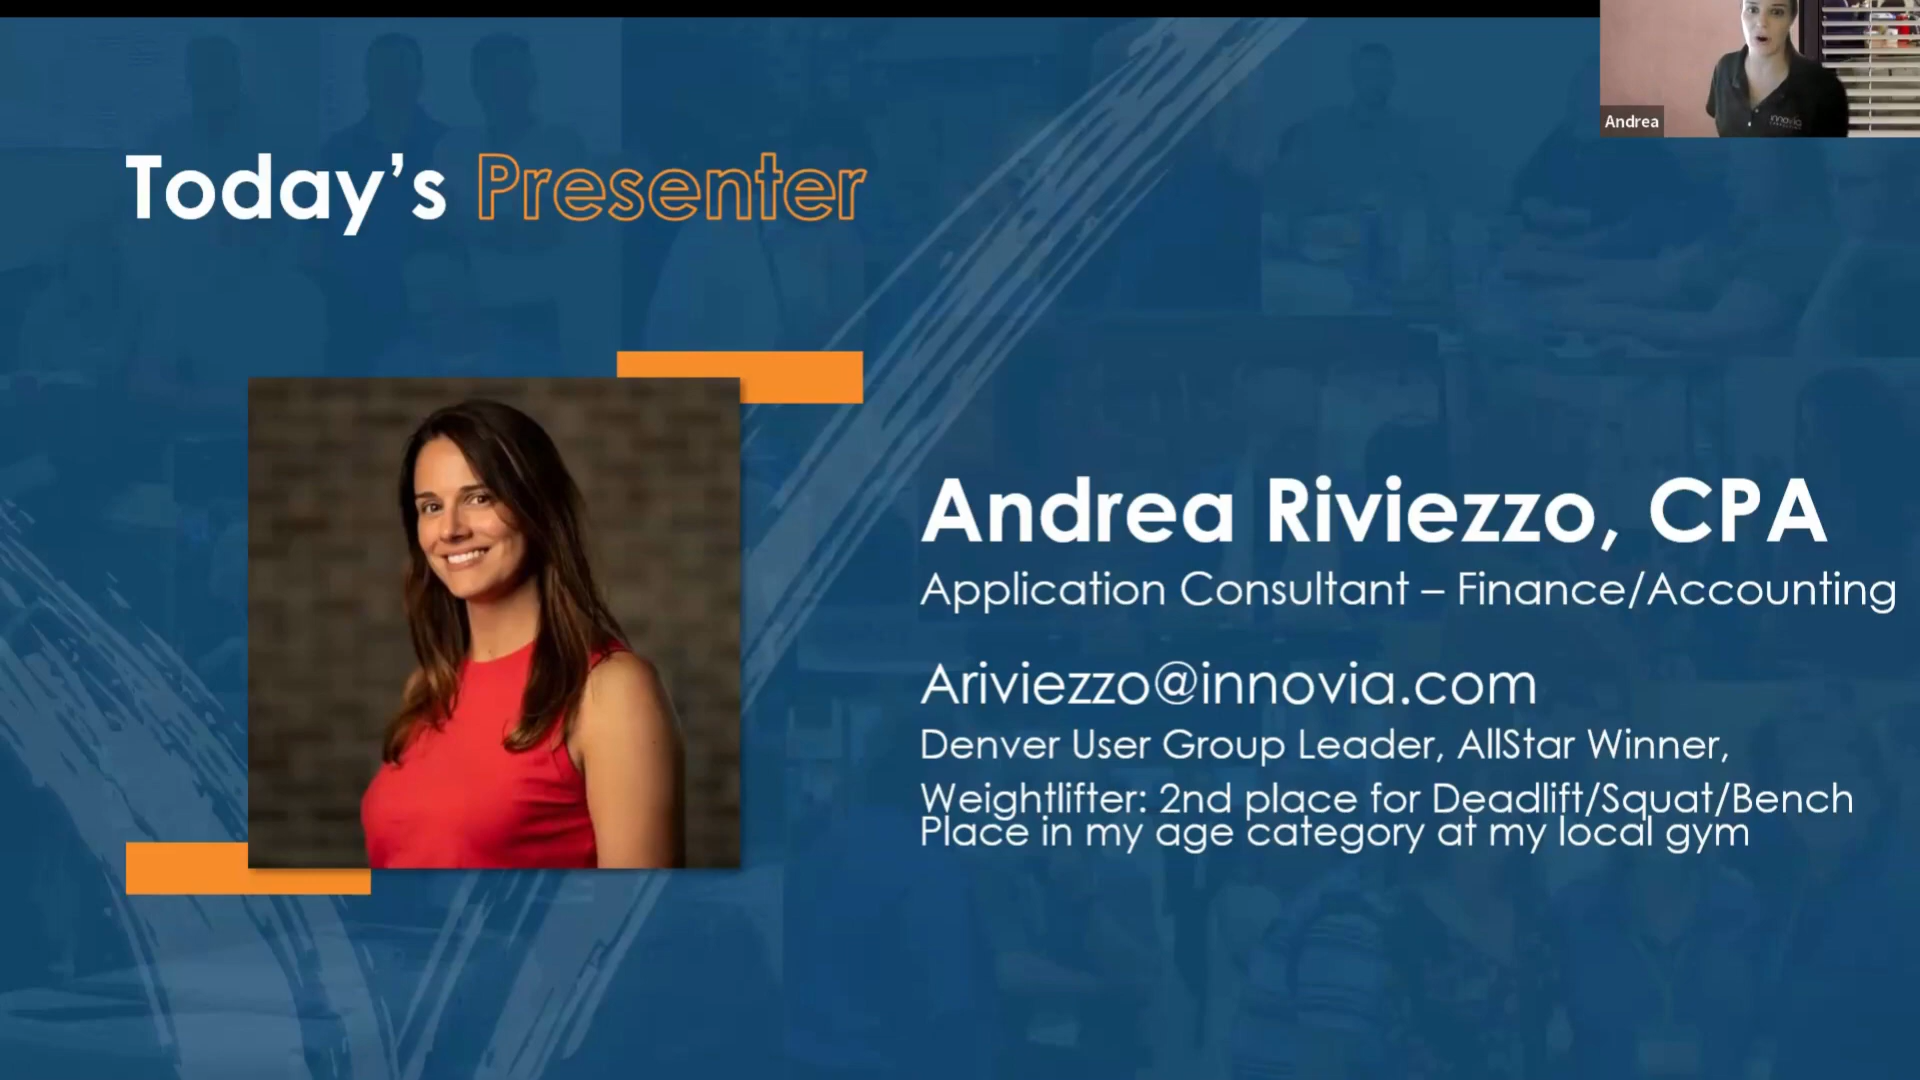 Andrea
Today's Presenter
Andrea Riviezzo, CPA
Application Consultant – Finance/Accounting
Ariviezzo@innovia.com
Denver User Group Leader, AllStar Winner,
Weightlifter: 2nd place for Deadlift/Squat/Bench
Place in my age category at my local gym
innovia